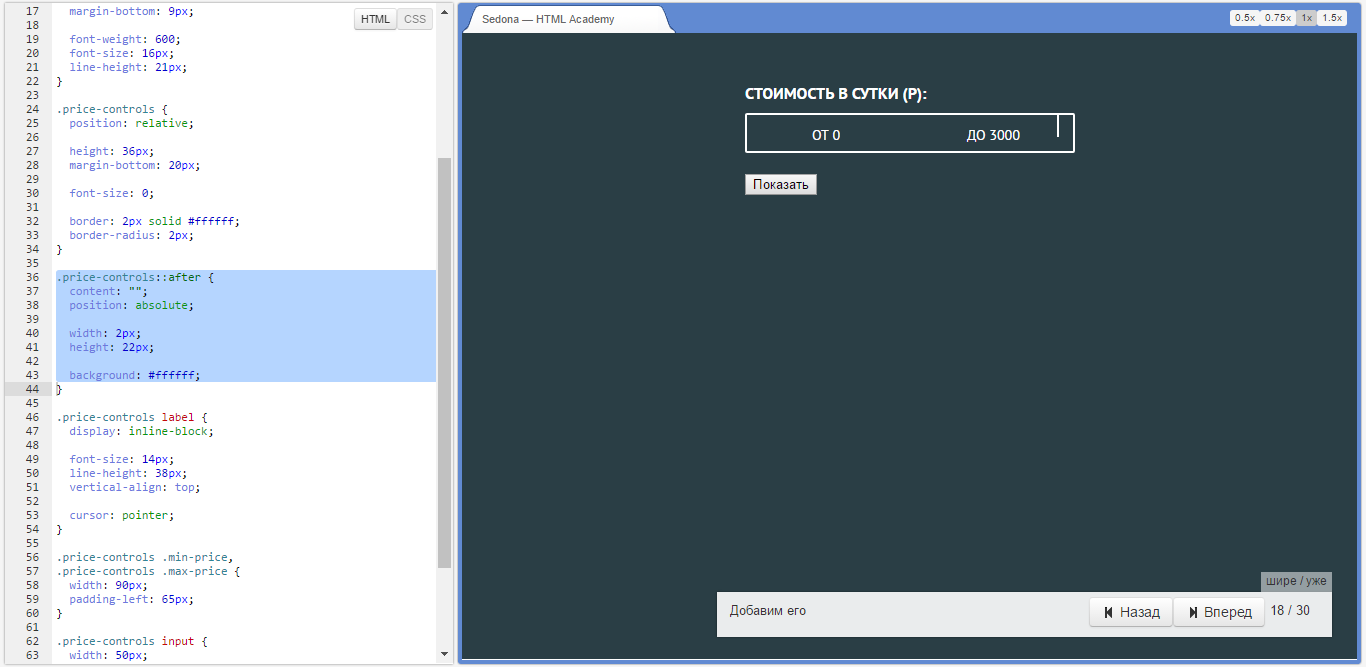 17 margin-bottom: 9px;
18
19 font-weight: 600;
20 font-size: 16px;
21 line-height: 21px;
22 }
23
24 .price-controls {
25 position: relative;
26
27 height: 36px;
28 margin-bottom: 20px;
29
30 font-size: 0;
31
32 border: 2px solid #ffffff;
33 border-radius: 2px;
34 }
35
36 .price-controls::after {
37 content: "";
38 position: absolute;
39
40 width: 2px;
41 height: 22px;
42
43 background: #ffffff;
44 }
45
46 .price-controls label {
47 display: inline-block;
48
49 font-size: 14px;
50 line-height: 38px;
51 vertical-align: top;
52
53 cursor: pointer;
54 }
55
56 .price-controls .min-price,
57 .price-controls .max-price {
58 width: 90px;
59 padding-left: 65px;
60 }
61
62 .price-controls input {
63 width: 50px;
HTML CSS
Sedona — HTML Academy
0.5x 0.75x 1x 1.5x
СТОИМОСТЬ В СУТКИ (Р):
ОТ 0 ДО 3000
Показать
шире / уже
Добавим его
Назад Вперед 18 / 30